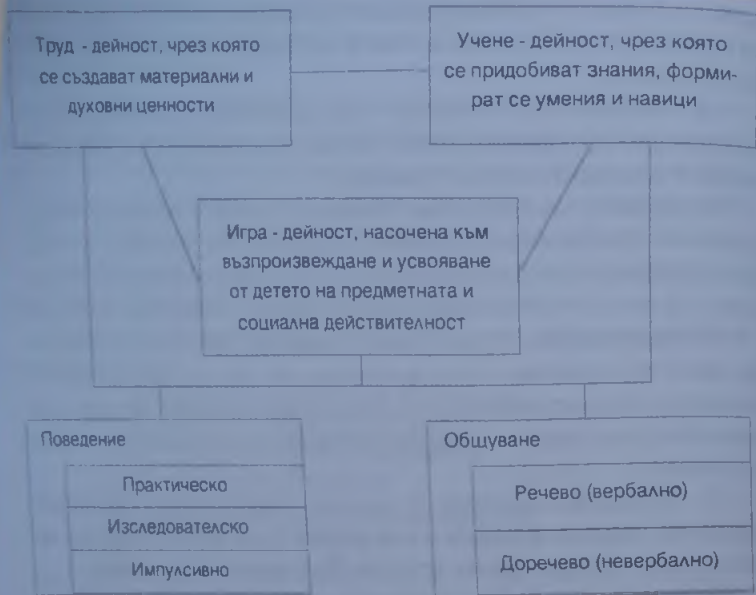 Труд - дейност, чрез която
се създават материални и
духовни ценности
Учене - дейност, чрез която
се придобиват знания, форми-
рат се умения и навици
Игра - дейност, насочена към
възпроизвеждане и усвояване
от детето на предметната и
социална действителност
Поведение
Практическо
Изследователско
Импулсивно
Общуване
Речево (вербално)
Доречево (невербално)